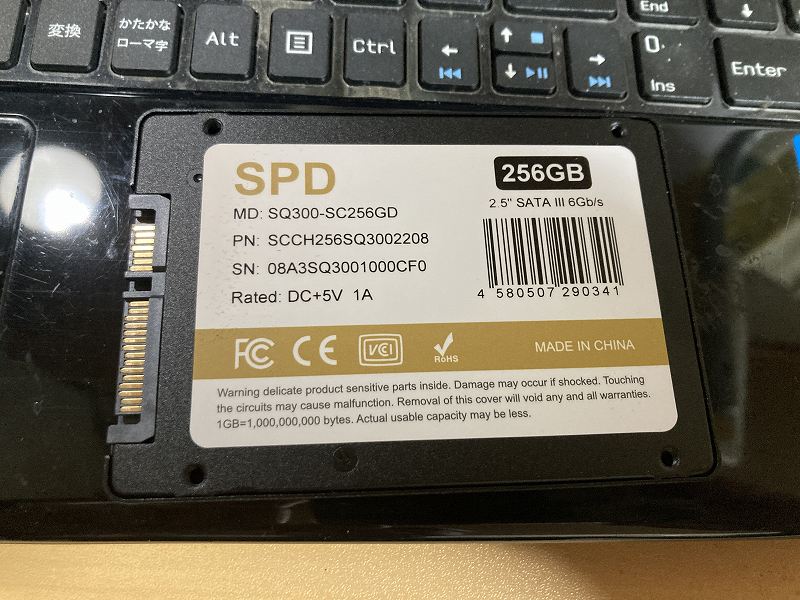 End
変換
かたかな
ローマ字
Alt
Ctrl
0
Ins
Enter
SPD
256GB
2.5" SATA III 6Gb/s
MD: SQ300-SC256GD
PN: SCCH256SQ3002208
SN: 08A3SQ3001000CF0
Rated: DC+5V 1A
4 580507 290341
FC CE VCI RoHS MADE IN CHINA
Warning delicate product sensitive parts inside. Damage may occur if shocked. Touching
the circuits may cause malfunction. Removal of this cover will void any and all warranties.
1GB=1,000,000,000 bytes. Actual usable capacity may be less.